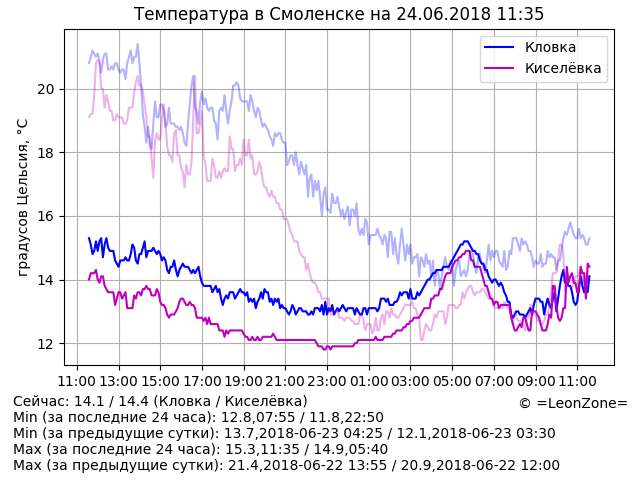 Температура в Смоленске на 24.06.2018 11:35
Кловка
Киселёвка
градусов Цельсия, °C
20
18
16
14
12
11:00 13:00 15:00 17:00 19:00 21:00 23:00 01:00 03:00 05:00 07:00 09:00 11:00
Сейчас: 14.1 / 14.4 (Кловка / Киселёвка)
© =LeonZone=
Min (за последние 24 часа): 12.8,07:55 / 11.8,22:50
Min (за предыдущие сутки): 13.7,2018-06-23 04:25 / 12.1,2018-06-23 03:30
Max (за последние 24 часа): 15.3,11:35 / 14.9,05:40
Max (за предыдущие сутки): 21.4,2018-06-22 13:55 / 20.9,2018-06-22 12:00